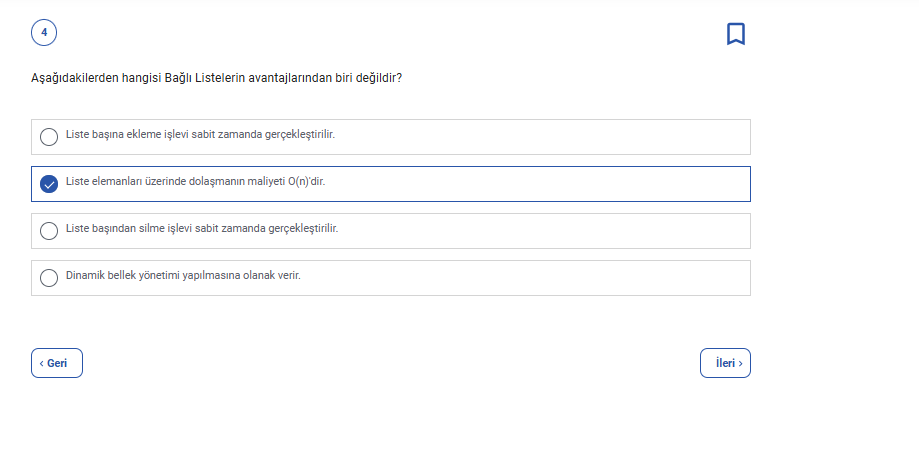 4
Aşağıdakilerden hangisi Bağlı Listelerin avantajlarından biri değildir?
Liste başına ekleme işlevi sabit zamanda gerçekleştirilir.
Liste elemanları üzerinde dolaşmanın maliyeti O(n)'dir.
Liste başından silme işlevi sabit zamanda gerçekleştirilir.
Dinamik bellek yönetimi yapılmasına olanak verir.
‹ Geri
İleri ›